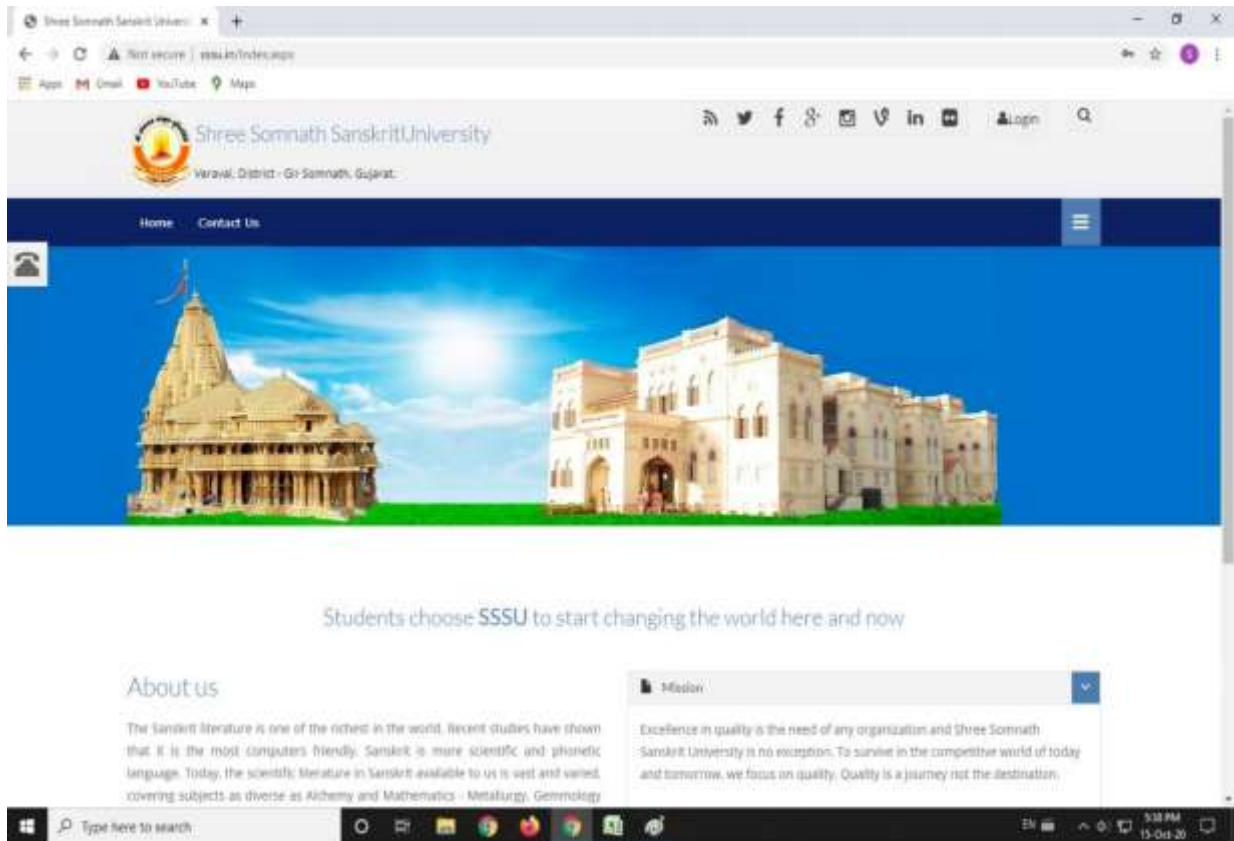 Shree Somnath Sanskrit Univers
Not secure | sssu.in/Index.aspx
Apps Gmail YouTube Maps
Shree Somnath SanskritUniversity
Login
Veraval, District - Gir Somnath, Gujarat.
Home Contact Us
Students choose SSSU to start changing the world here and now
About us
The Sanskrit literature is one of the richest in the world. Recent studies have shown
that it is the most computers friendly. Sanskrit is more scientific and phonetic
language. Today, the scientific literature in Sanskrit available to us is vast and varied,
covering subjects as diverse as Alchemy and Mathematics - Metallurgy, Gemmology
Mission
Excellence in quality is the need of any organization and Shree Somnath
Sanskrit University is no exception. To survive in the competitive world of today
and tomorrow, we focus on quality. Quality is a journey not the destination.
Type here to search
EN
5:38 PM
15-Oct-20